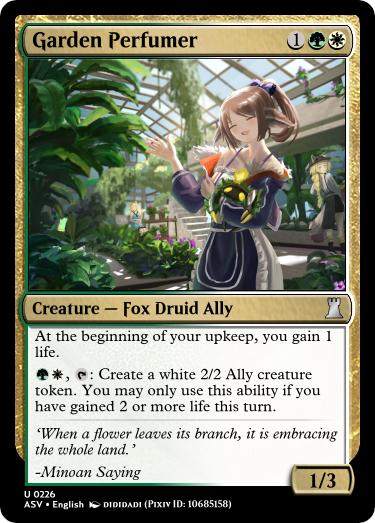 Garden Perfumer 1
Creature — Fox Druid Ally
At the beginning of your upkeep, you gain 1
life.
, : Create a white 2/2 Ally creature
token. You may only use this ability if
you have gained 2 or more life this turn.
'When a flower leaves its branch, it is embracing
the whole land.'
-Minoan Saying
1/3
U 0226
ASV • English DIDIDADI (Pixiv ID: 10685158)